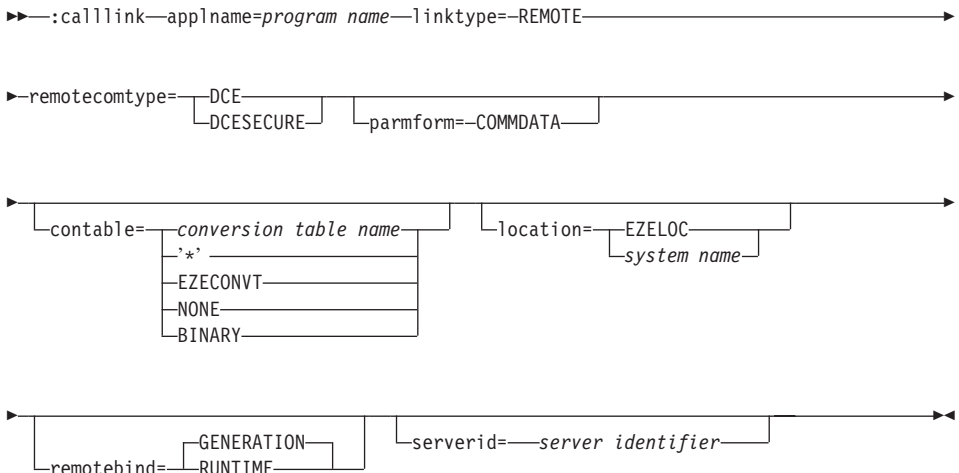 :calllink applname=program name linktype= REMOTE
remotecomtype= DCE
DCESECURE parmform= COMMDATA
contable= conversion table name location= EZELOC
'*' system name
EZECONVT
NONE
BINARY
GENERATION serverid= server identifier
remotebind= RUNTIME